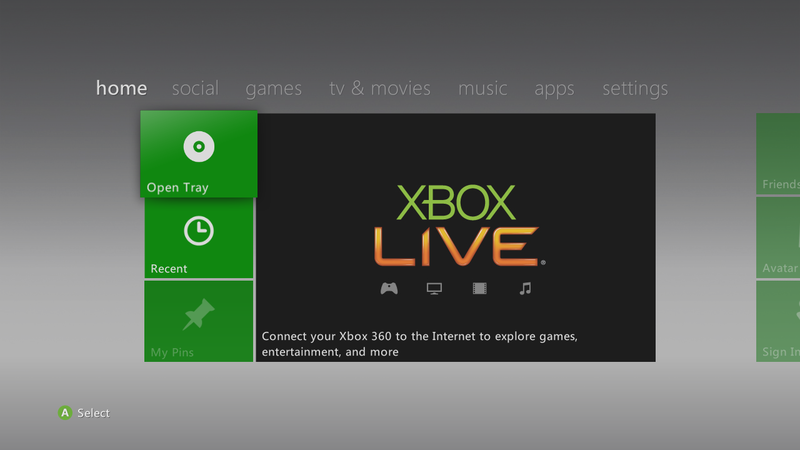 home social games tv & movies music apps settings
Open Tray
Recent
My Pins
XBOX
LIVE
Connect your Xbox 360 to the Internet to explore games,
entertainment, and more
Friends
Avatar
Sign In
A Select